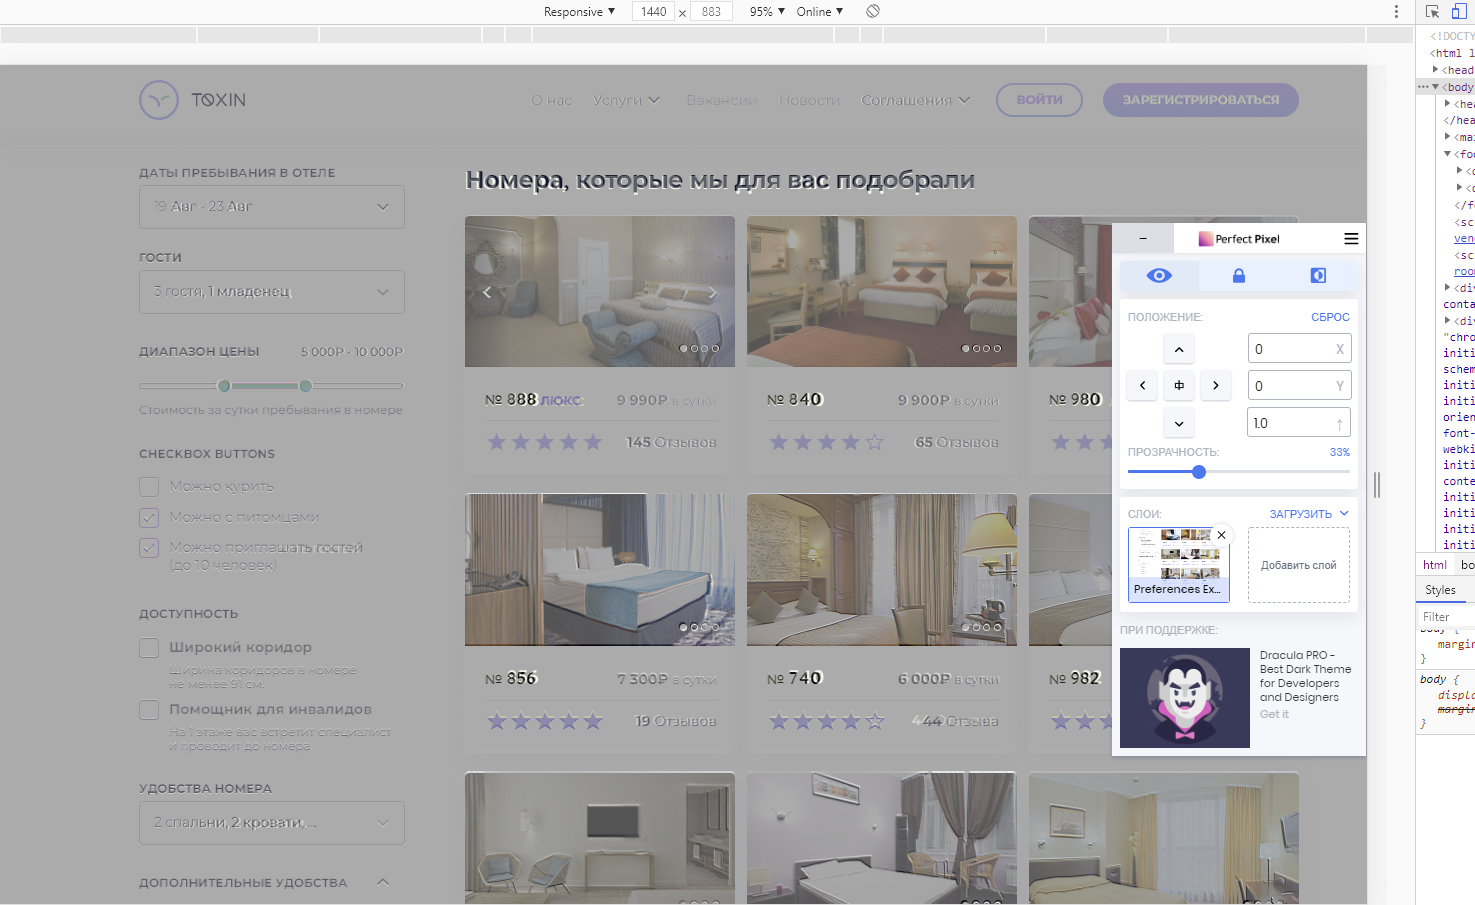 Responsive ▼ 1440 × 883 95% ▼ Online ▼
TOXIN
О нас Услуги Вакансии Новости Соглашения ВОЙТИ ЗАРЕГИСТРИРОВАТЬСЯ
ДАТЫ ПРЕБЫВАНИЯ В ОТЕЛЕ
19 Авг - 23 Авг
ГОСТИ
3 гостя, 1 младенец
ДИАПАЗОН ЦЕНЫ 5 000₽ - 10 000₽
Стоимость за сутки пребывания в номере
CHECKBOX BUTTONS
Можно курить
Можно с питомцами
Можно приглашать гостей
(до 10 человек)
ДОСТУПНОСТЬ
Широкий коридор
Ширина коридоров в номере
не менее 91 см.
Помощник для инвалидов
На 1 этаже вас встретит специалист
и проводит до номера
УДОБСТВА НОМЕРА
2 спальни, 2 кровати, ...
ДОПОЛНИТЕЛЬНЫЕ УДОБСТВА
Номера, которые мы для вас подобрали
№ 888 ЛЮКС 9 990₽ в сутки
145 Отзывов
№ 840 9 900₽ в сутки
65 Отзывов
№ 980
№ 856 7 300₽ в сутки
19 Отзывов
№ 740 6 000₽ в сутки
44 Отзыва
№ 982
Perfect Pixel
ПОЛОЖЕНИЕ: СБРОС
0 X
0 Y
1.0 ↑
ПРОЗРАЧНОСТЬ: 33%
СЛОИ: ЗАГРУЗИТЬ
Preferences Ex...
Добавить слой
ПРИ ПОДДЕРЖКЕ:
Dracula PRO -
Best Dark Theme
for Developers
and Designers
Get it
<!DOCTY
<html l
<head
<body
<hea
</hea
<mai
<foo
<d
<d
</fo
<sc
ven
<sc
roo
<div
conta
<div
"chro
initi
schem
initi
initi
orien
font-
webki
initi
conte
initi
initi
initi
initi
html bo
Styles
Filter
body {
margin
}
body {
displa
margin
}